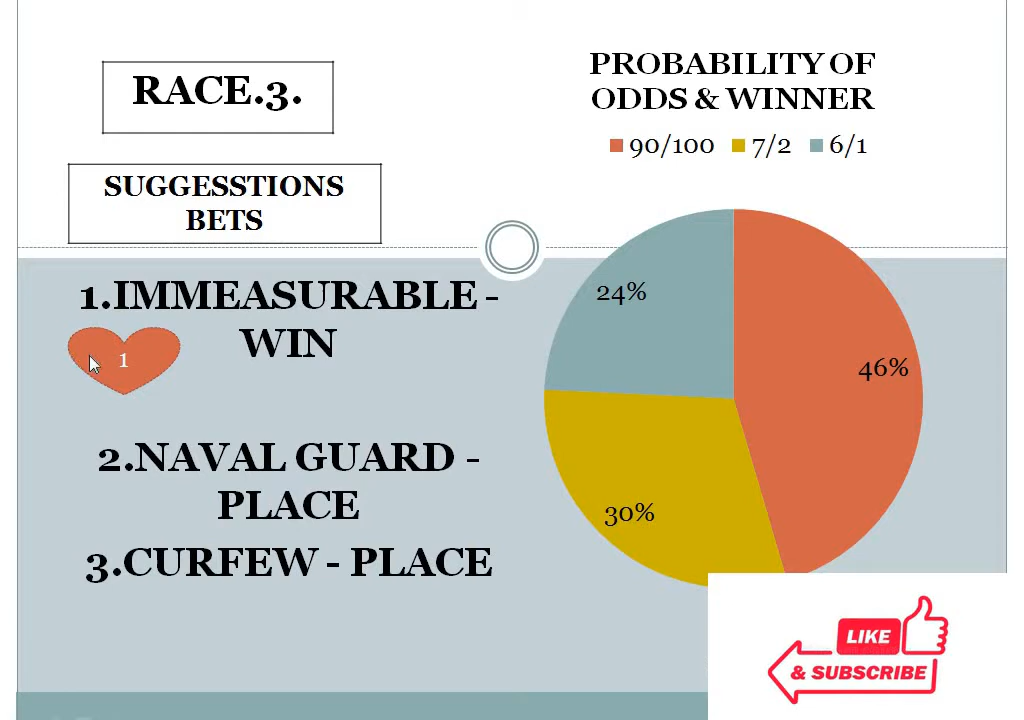 RACE.3.
SUGGESSTIONS
BETS
1.IMMEASURABLE -
WIN
1
2.NAVAL GUARD -
PLACE
3.CURFEW - PLACE
PROBABILITY OF
ODDS & WINNER
90/100 7/2 6/1
24%
46%
30%
LIKE
& SUBSCRIBE